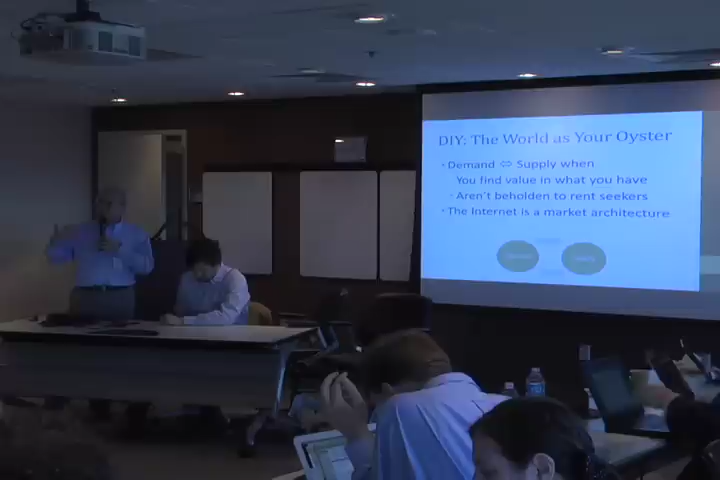 DIY: The World as Your Oyster
· Demand ⇔ Supply when
You find value in what you have
· Aren't beholden to rent seekers
· The Internet is a market architecture